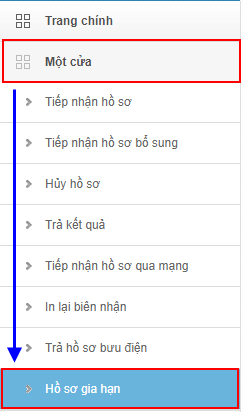 Trang chính
Một cửa
Tiếp nhận hồ sơ
Tiếp nhận hồ sơ bổ sung
Hủy hồ sơ
Trả kết quả
Tiếp nhận hồ sơ qua mạng
In lại biên nhận
Trả hồ sơ bưu điện
Hồ sơ gia hạn